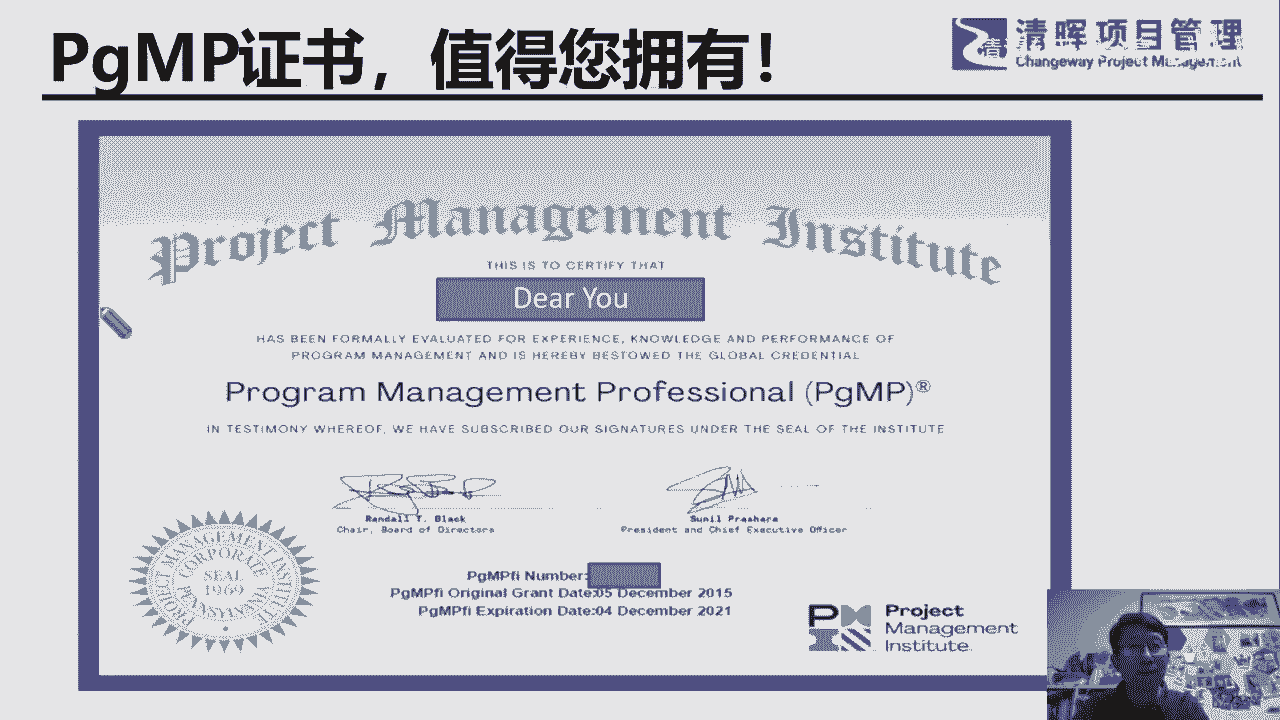 PgMP证书，值得您拥有！
清晖项目管理
Changeway Project Management
Project Management Institute
THIS IS TO CERTIFY THAT
Dear You
HAS BEEN FORMALLY EVALUATED FOR EXPERIENCE, KNOWLEDGE AND PERFORMANCE OF
PROGRAM MANAGEMENT AND IS HEREBY BESTOWED THE GLOBAL CREDENTIAL
Program Management Professional (PgMP)®
IN TESTIMONY WHEREOF, WE HAVE SUBSCRIBED OUR SIGNATURES UNDER THE SEAL OF THE INSTITUTE
Randall T. Black
Chair, Board of Directors
Sunil Prashara
President and Chief Executive Officer
PROJECT MANAGEMENT INSTITUTE
CORPORATE
SEAL
1969
PENNSYLVANIA
PgMPfi Number:
PgMPfi Original Grant Date:05 December 2015
PgMPfi Expiration Date:04 December 2021
Project
Management
Institute.